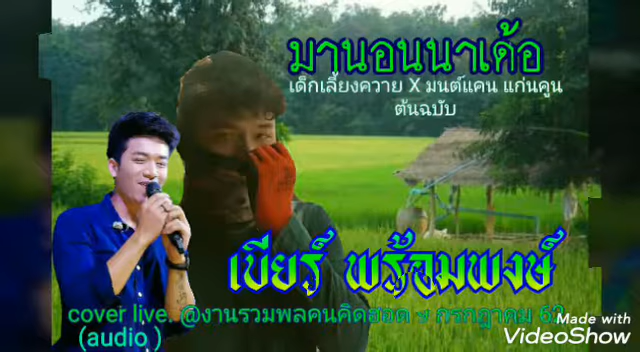 มานอนนาเด้อ
เด็กเลี้ยงควาย X มนต์แคน แก่นคูน
ต้นฉบับ
เบียร์ พร้อมพงษ์
cover live. @งานรวมพลคนคิดฮอด ๗ กรกฎาคม 62
(audio )
Made with
VideoShow